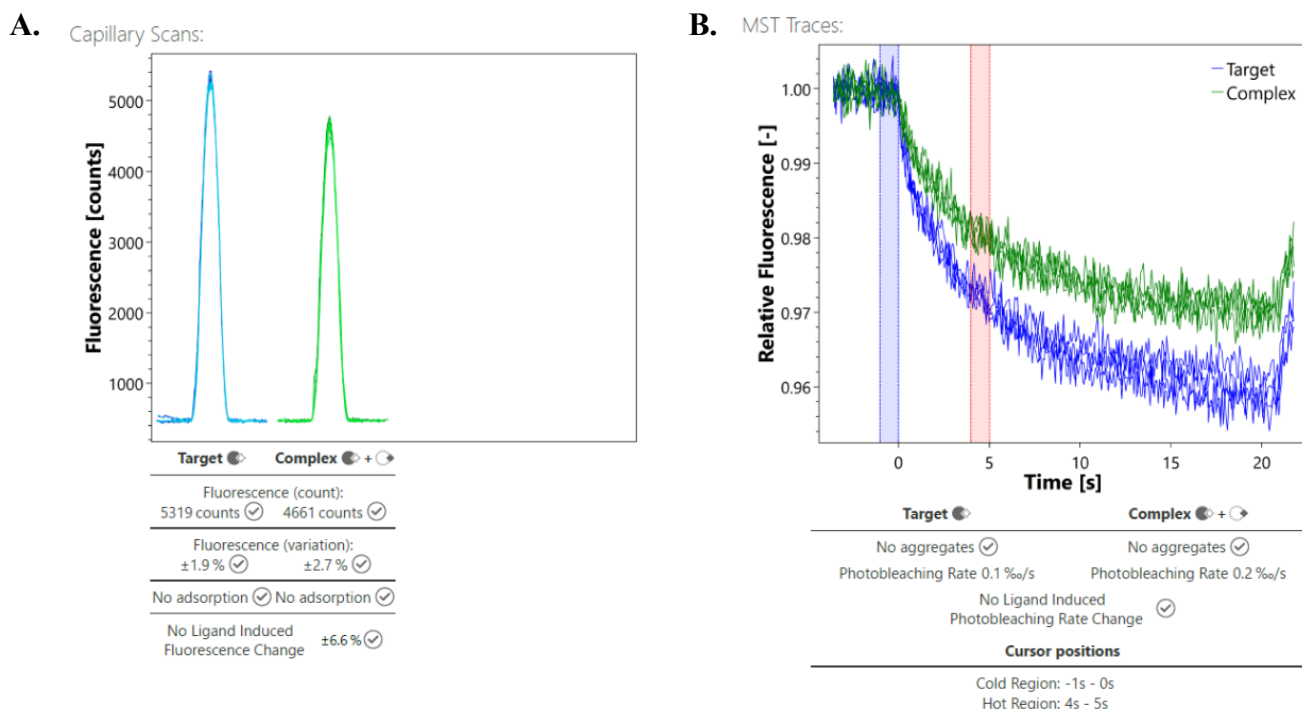 A.
Capillary Scans:
Fluorescence [counts]
5000
4000
3000
2000
1000
Target Complex +
Fluorescence (count):
5319 counts 4661 counts
Fluorescence (variation):
±1.9 % ±2.7 %
No adsorption No adsorption
No Ligand Induced
Fluorescence Change ±6.6 %
B.
MST Traces:
Target
Complex
Relative Fluorescence [-]
1.00
0.99
0.98
0.97
0.96
0 5 10 15 20
Time [s]
Target Complex +
No aggregates No aggregates
Photobleaching Rate 0.1 ‰/s Photobleaching Rate 0.2 ‰/s
No Ligand Induced
Photobleaching Rate Change
Cursor positions
Cold Region: -1s - 0s
Hot Region: 4s - 5s